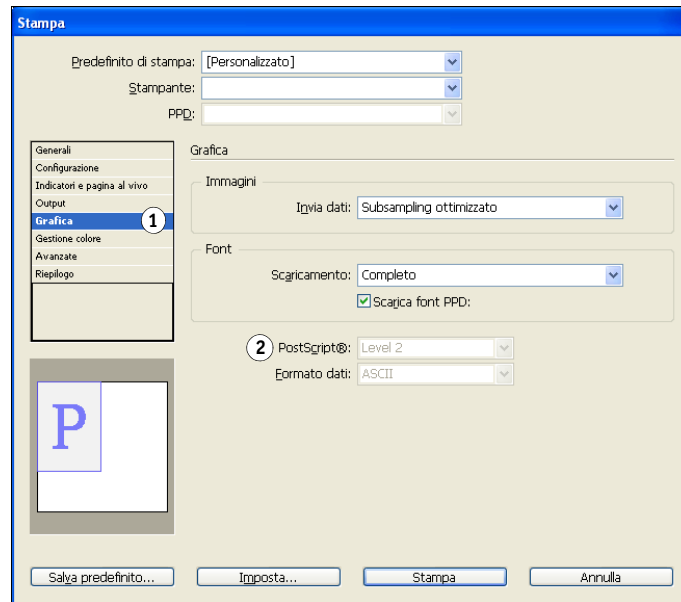 Stampa
Predefinito di stampa: [Personalizzato]
Stampante:
PPD:
Generali
Configurazione
Indicatori e pagina al vivo
Output
Grafica 1
Gestione colore
Avanzate
Riepilogo
Grafica
Immagini
Invia dati: Subsampling ottimizzato
Font
Scaricamento: Completo
Scarica font PPD:
2 PostScript®: Level 2
Formato dati: ASCII
P
Salva predefinito... Imposta... Stampa Annulla